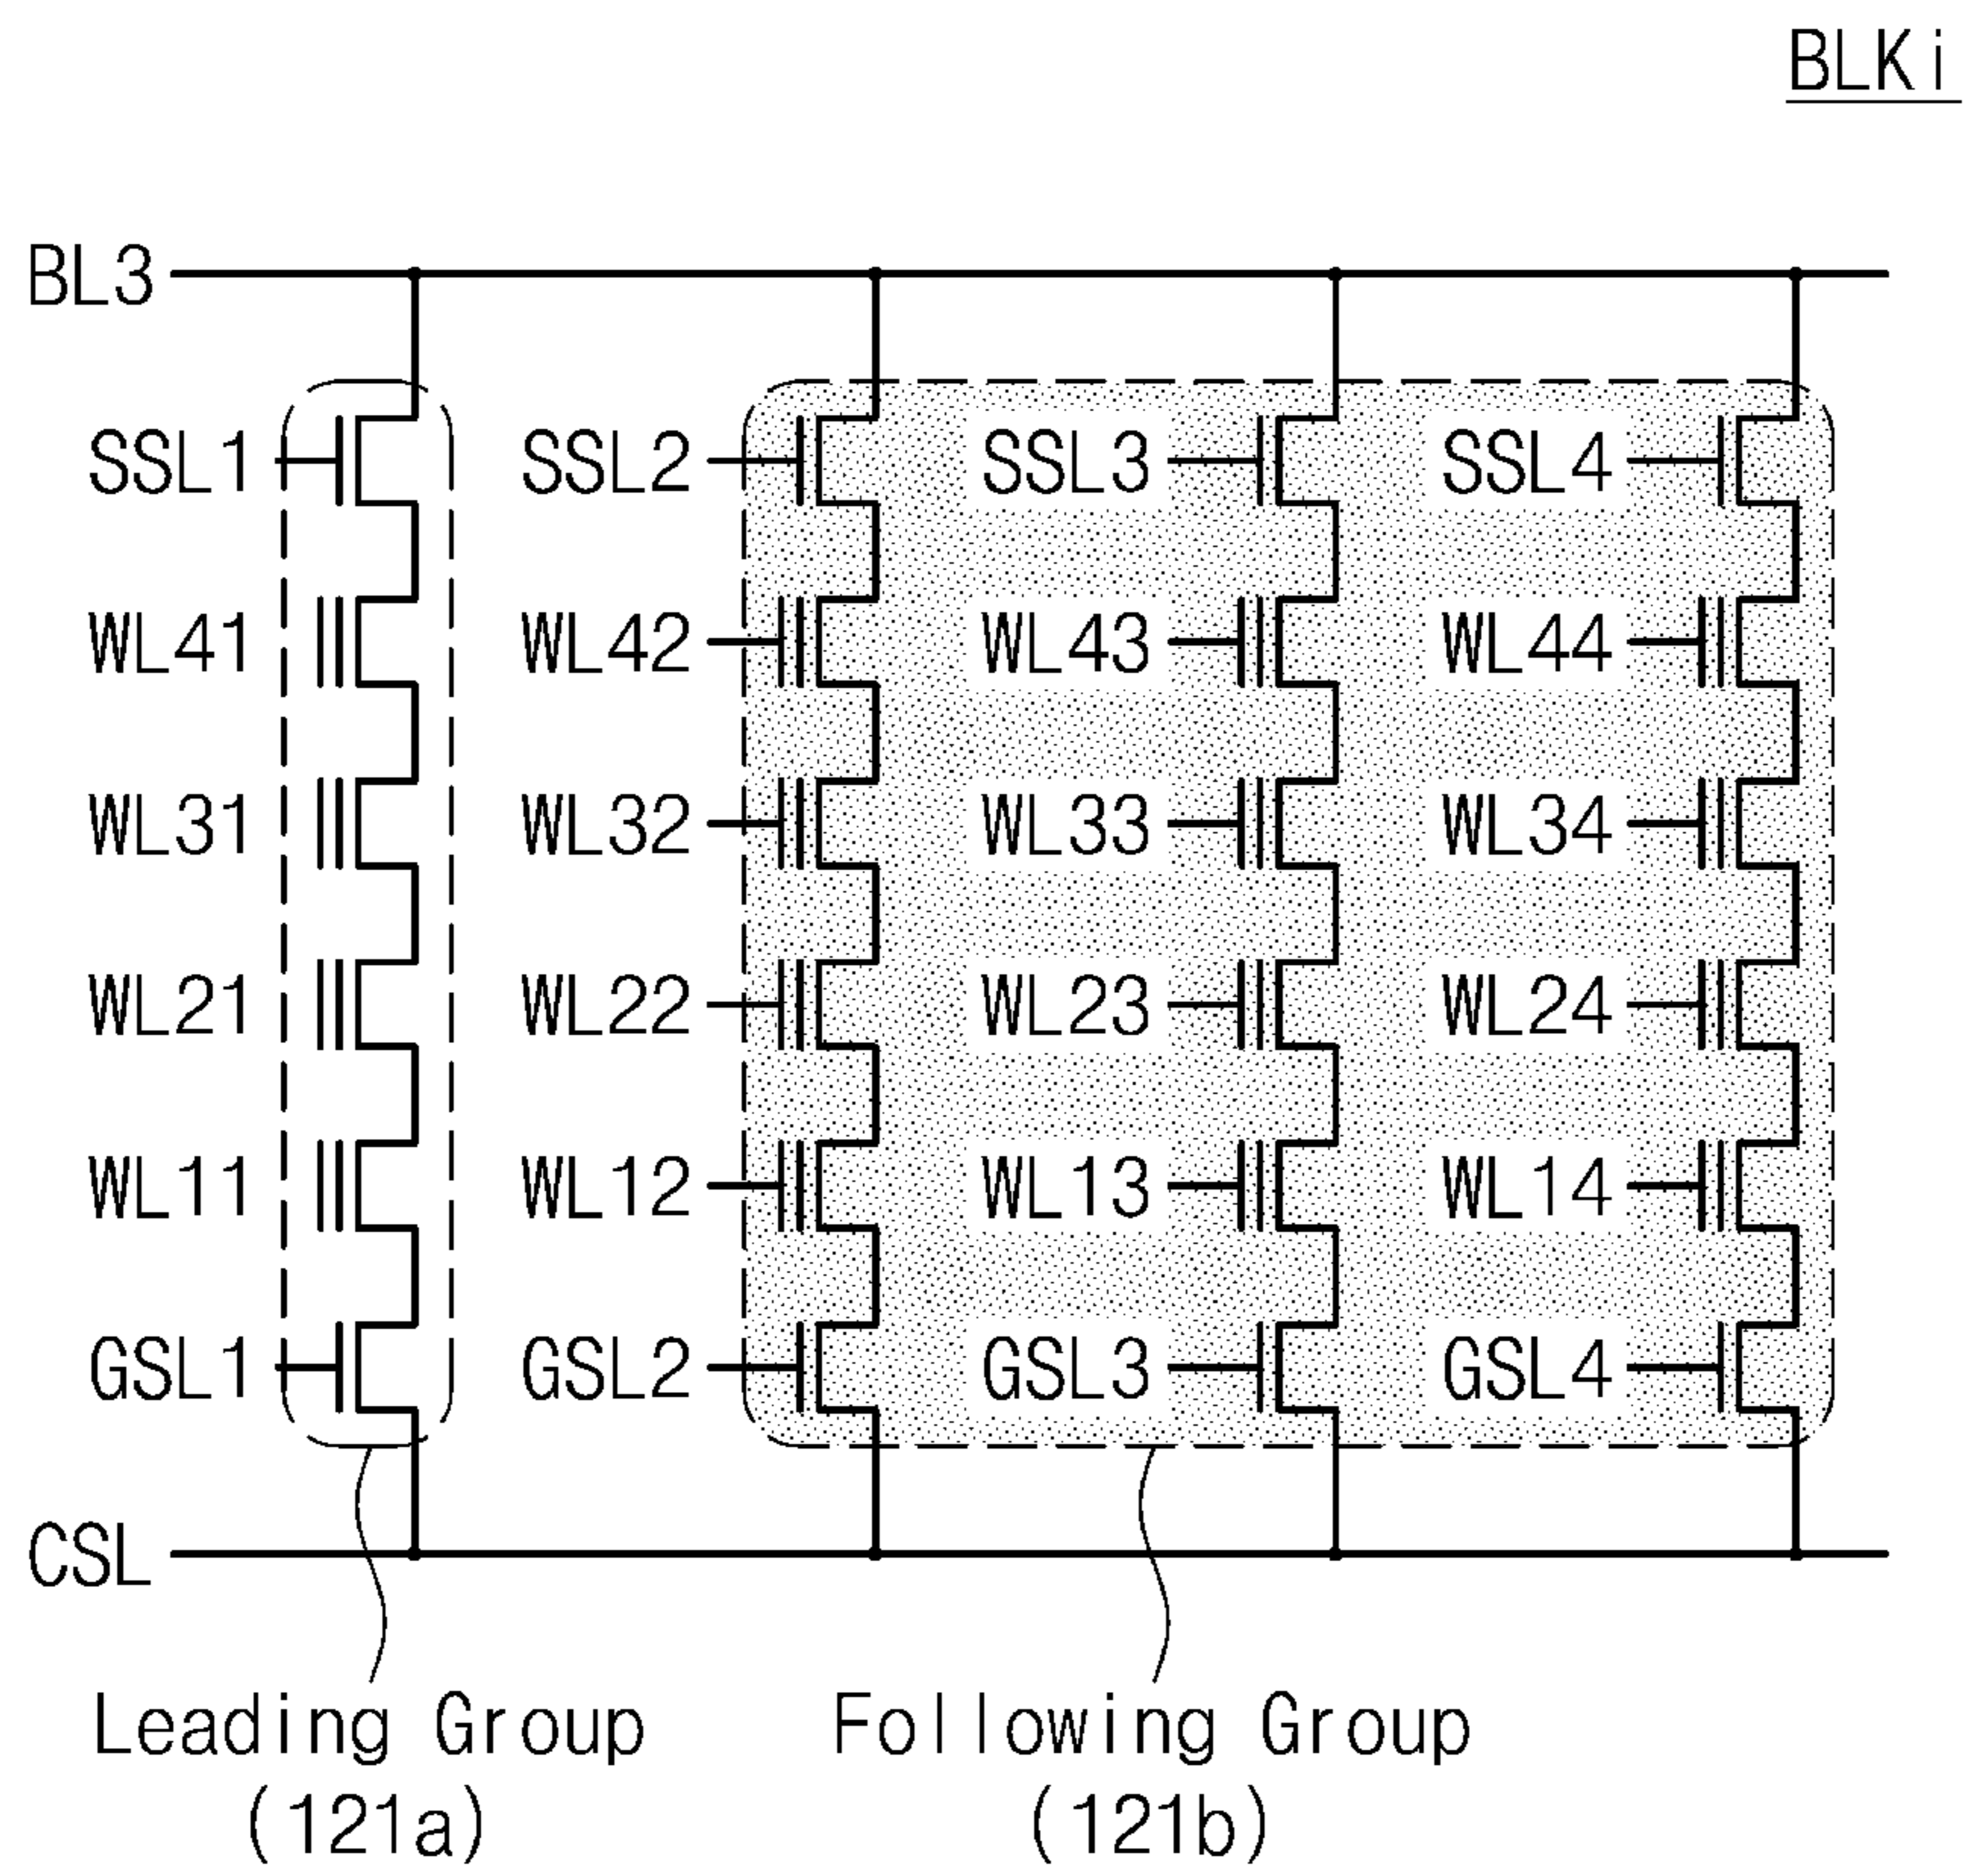 BLKi
BL3
SSL1 SSL2 SSL3 SSL4
WL41 WL42 WL43 WL44
WL31 WL32 WL33 WL34
WL21 WL22 WL23 WL24
WL11 WL12 WL13 WL14
GSL1 GSL2 GSL3 GSL4
CSL
Leading Group Following Group
(121a) (121b)